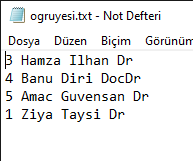 ogruyesi.txt - Not Defteri
Dosya Düzen Biçim Görünüm
3 Hamza Ilhan Dr
4 Banu Diri DocDr
5 Amac Guvensan Dr
1 Ziya Taysi Dr